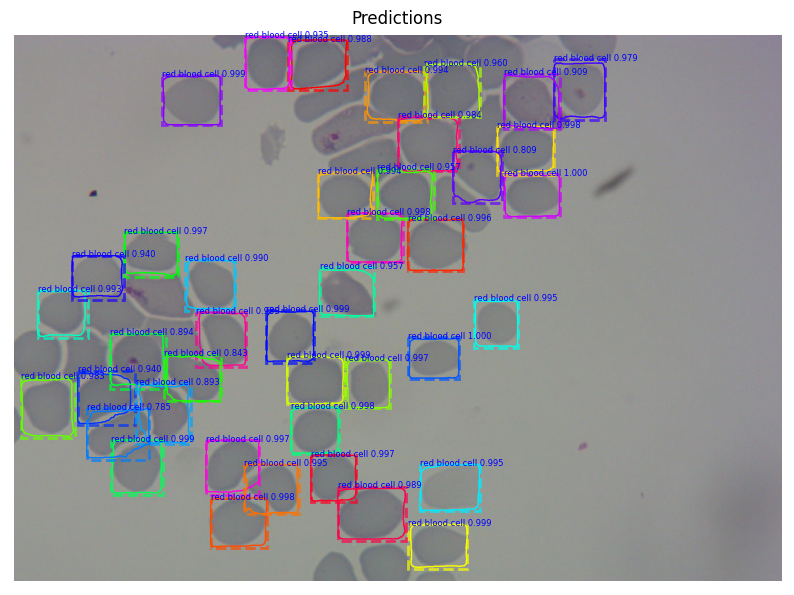 Predictions
red blood cell 0.935
red blood cell 0.988
red blood cell 0.979
red blood cell 0.960
red blood cell 0.994
red blood cell 0.999
red blood cell 0.909
red blood cell 0.984
red blood cell 0.998
red blood cell 0.809
red blood cell 0.957
red blood cell 0.994
red blood cell 1.000
red blood cell 0.998
red blood cell 0.996
red blood cell 0.997
red blood cell 0.940
red blood cell 0.990
red blood cell 0.957
red blood cell 0.993
red blood cell 0.995
red blood cell
red blood cell 0.999
red blood cell 0.894
red blood cell 1.000
red blood cell 0.843
red blood cell 0.999
red blood cell 0.997
red blood cell 0.940
red blood cell 0.983
red blood cell 0.893
red blood cell 0.785
red blood cell 0.998
red blood cell 0.999
red blood cell 0.997
red blood cell 0.997
red blood cell 0.995
red blood cell 0.995
red blood cell 0.989
red blood cell 0.998
red blood cell 0.999